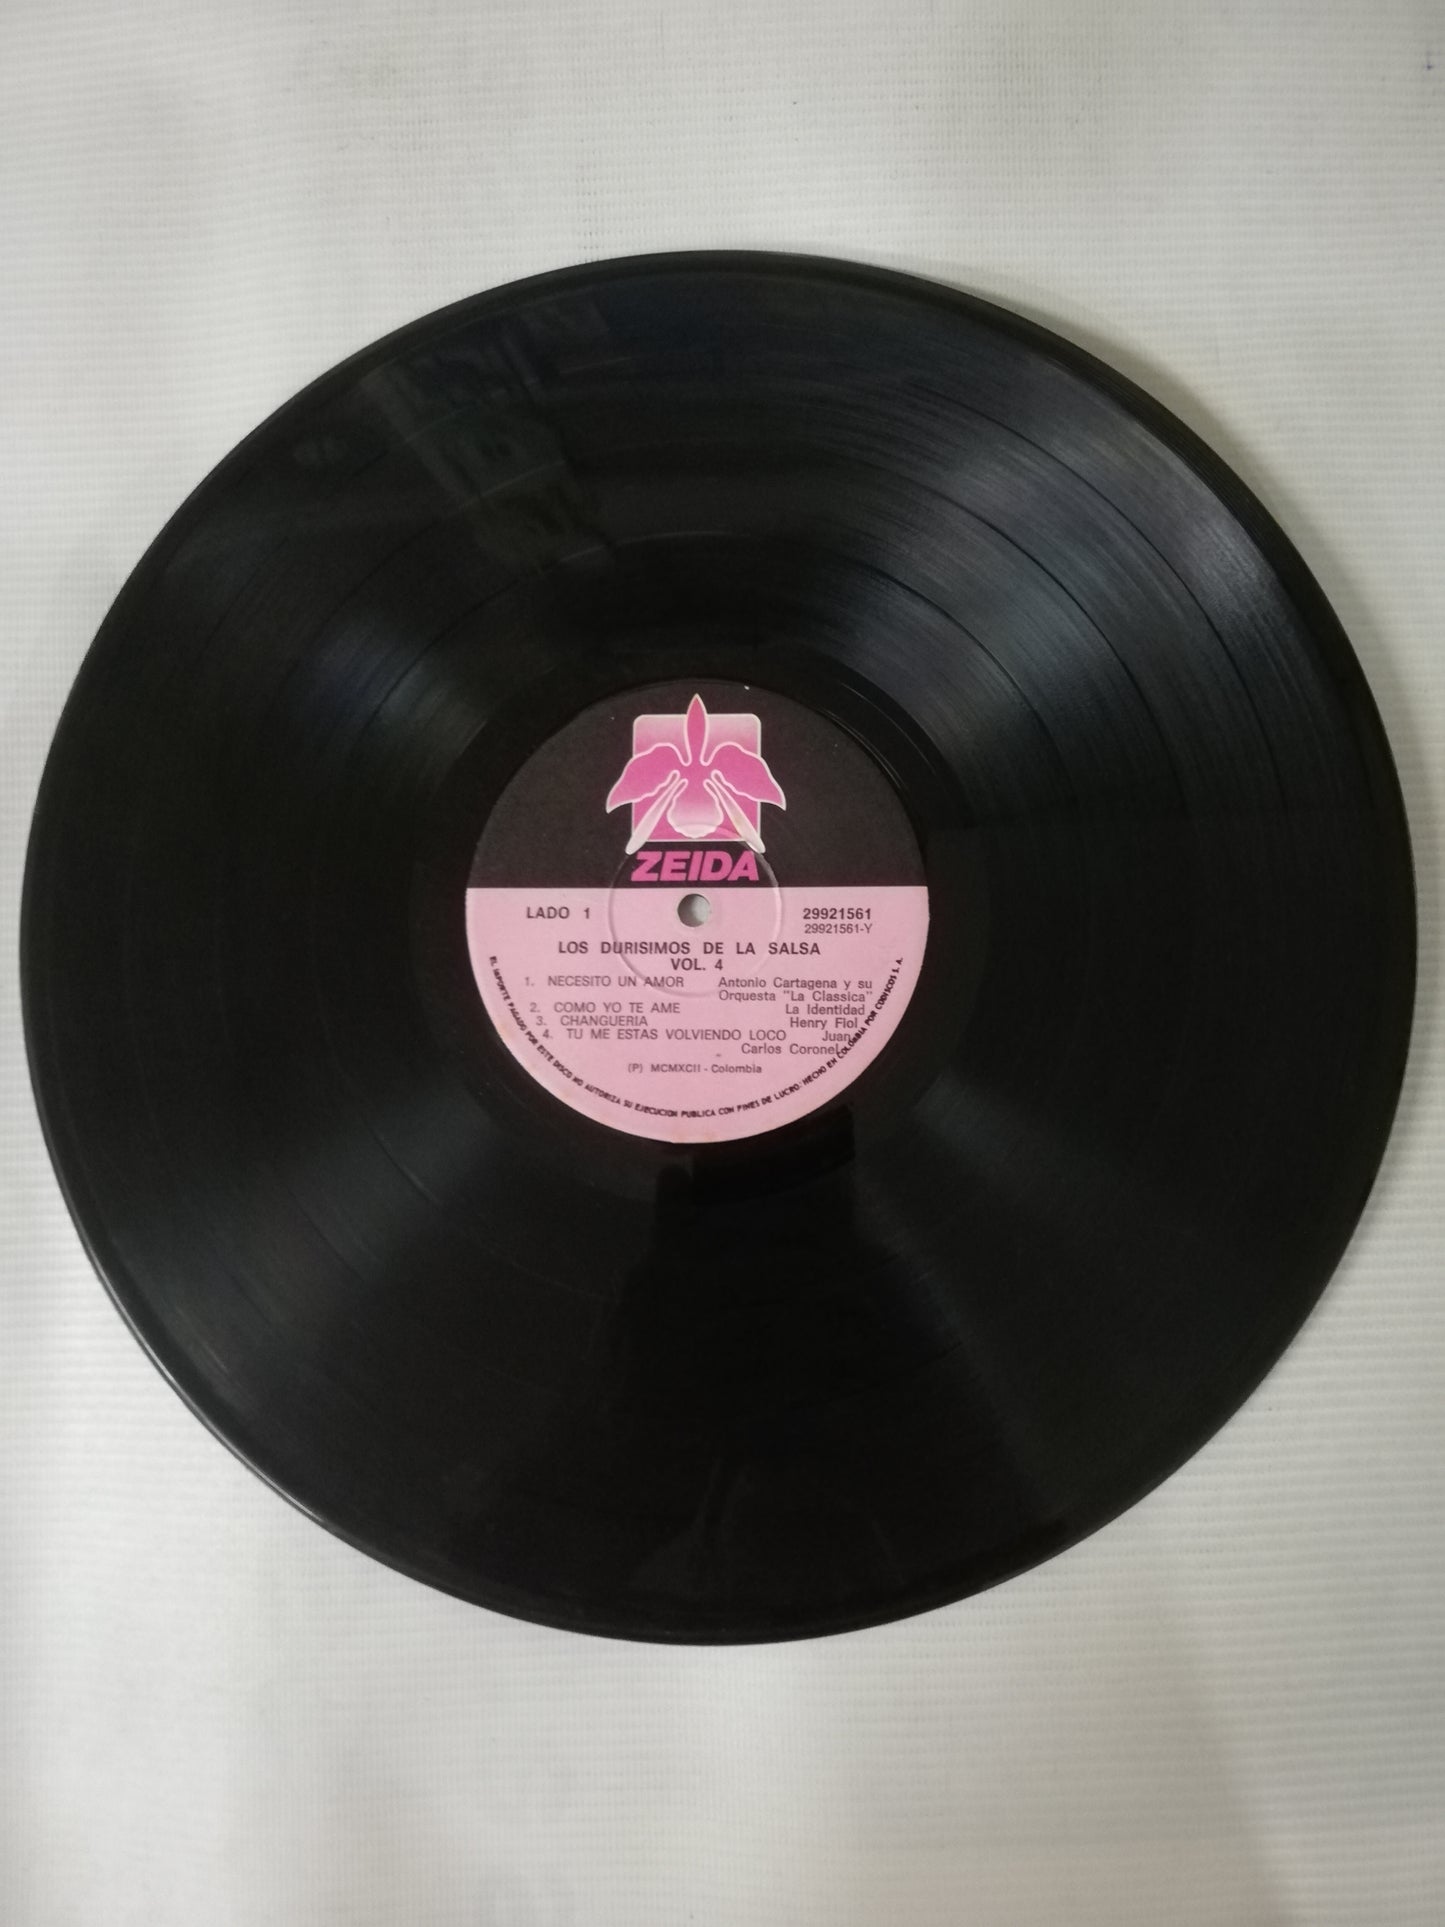 ZEIDA
LADO 1 29921561
29921561-Y
LOS DURISIMOS DE LA SALSA
VOL. 4
1. NECESITO UN AMOR Antonio Cartagena y su
Orquesta "La Classica"
2. COMO YO TE AME La Identidad
3. CHANGUERIA Henry Fiol
4. TU ME ESTAS VOLVIENDO LOCO Juan
Carlos Coronel
(P) MCMXCII - Colombia
EL IMPORTE PAGADO POR ESTE DISCO NO AUTORIZA SU EJECUCION PUBLICA CON FINES DE LUCRO: HECHO EN COLOMBIA POR CODISCOS S. A.